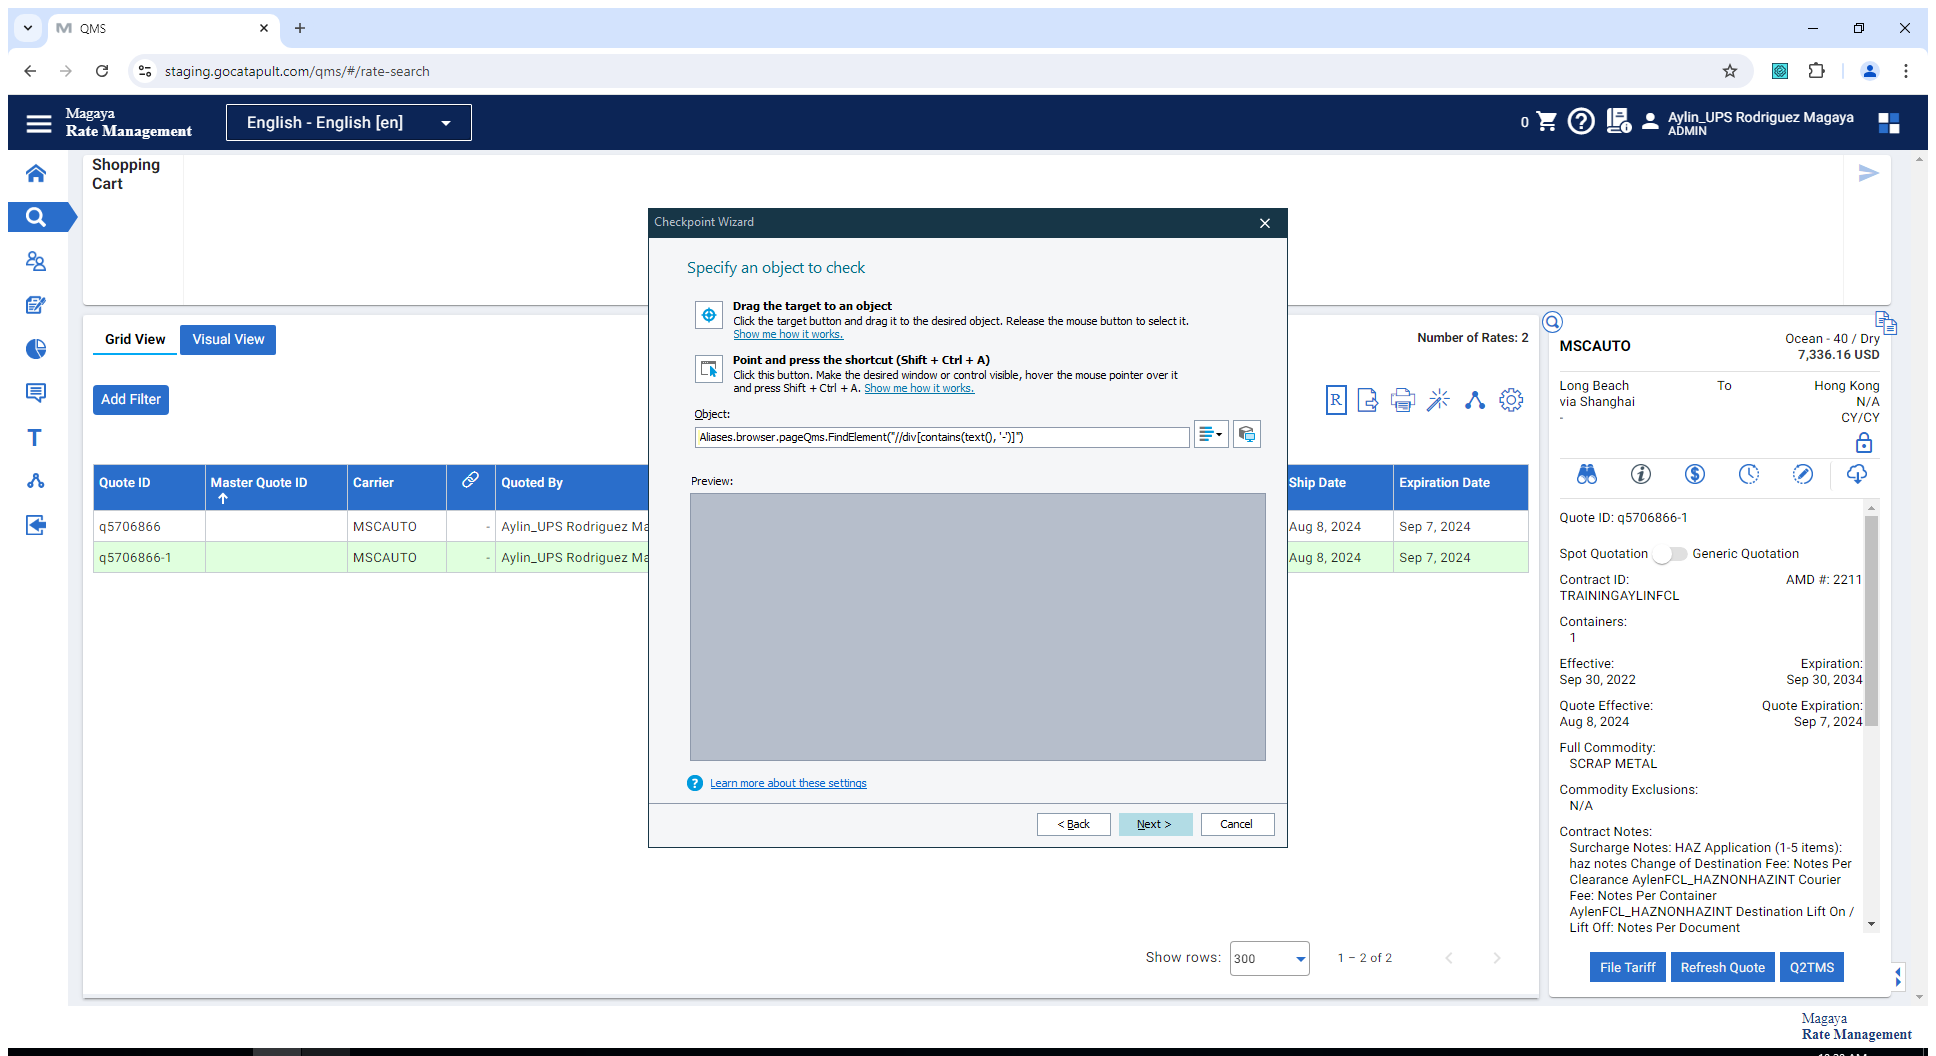 QMS
staging.gocatapult.com/qms/#/rate-search
Magaya
Rate Management
English - English [en]
0
Aylin_UPS Rodriguez Magaya
ADMIN
Shopping
Cart
Checkpoint Wizard
Specify an object to check
Drag the target to an object
Click the target button and drag it to the desired object. Release the mouse button to select it.
Show me how it works.
Point and press the shortcut (Shift + Ctrl + A)
Click this button. Make the desired window or control visible, hover the mouse pointer over it
and press Shift + Ctrl + A. Show me how it works.
Object:
Aliases.browser.pageQms.FindElement("//div[contains(text(), '-')]")
Preview:
Learn more about these settings
< Back
Next >
Cancel
Grid View
Visual View
Number of Rates: 2
Add Filter
R
Quote ID
Master Quote ID
Carrier
Quoted By
Ship Date
Expiration Date
q5706866
MSCAUTO
-
Aylin_UPS Rodriguez Ma
Aug 8, 2024
Sep 7, 2024
q5706866-1
MSCAUTO
-
Aylin_UPS Rodriguez Ma
Aug 8, 2024
Sep 7, 2024
Show rows:
300
1 – 2 of 2
MSCAUTO
Ocean - 40 / Dry
7,336.16 USD
Long Beach
To
Hong Kong
via Shanghai
N/A
-
CY/CY
Quote ID: q5706866-1
Spot Quotation
Generic Quotation
Contract ID:
AMD #: 2211
TRAININGAYLINFCL
Containers:
1
Effective:
Expiration:
Sep 30, 2022
Sep 30, 2034
Quote Effective:
Quote Expiration:
Aug 8, 2024
Sep 7, 2024
Full Commodity:
SCRAP METAL
Commodity Exclusions:
N/A
Contract Notes:
Surcharge Notes: HAZ Application (1-5 items):
haz notes Change of Destination Fee: Notes Per
Clearance AylenFCL_HAZNONHAZINT Courier
Fee: Notes Per Container
AylenFCL_HAZNONHAZINT Destination Lift On /
Lift Off: Notes Per Document
File Tariff
Refresh Quote
Q2TMS
Magaya
Rate Management